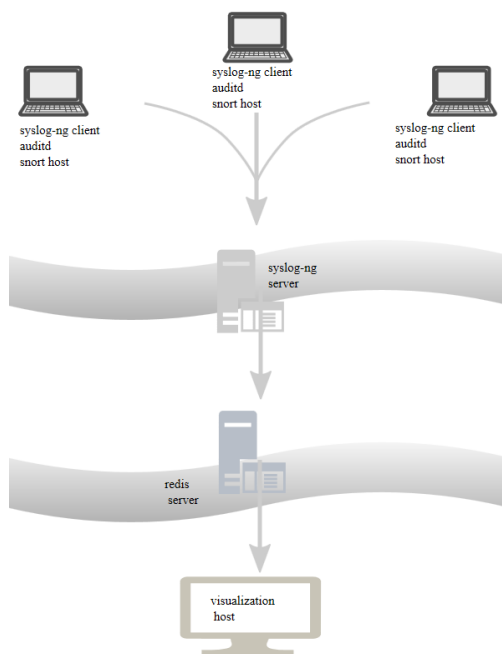 syslog-ng client
auditd
snort host
syslog-ng client
auditd
snort host
syslog-ng client
auditd
snort host
syslog-ng
server
redis
server
visualization
host